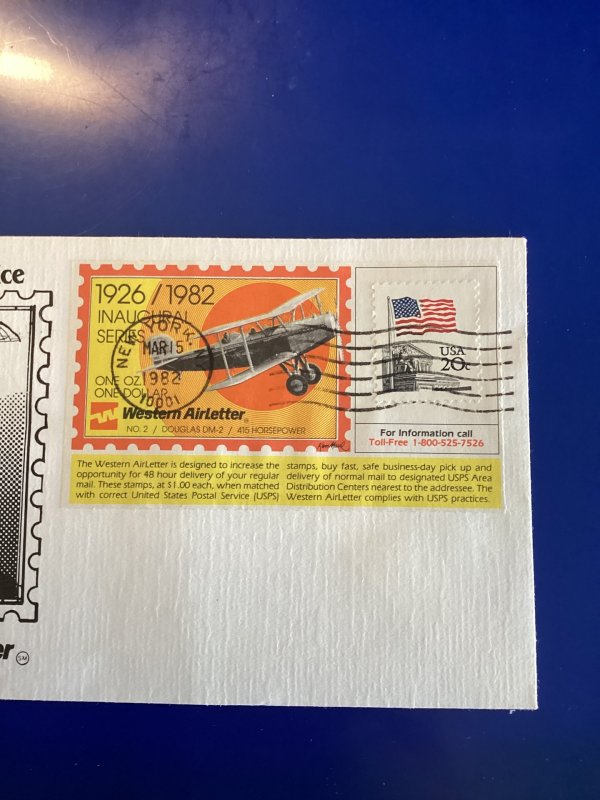 ce
1926/1982
INAUGURAL
SERIES
NEW YORK,
MAR 15
1982
10001
ONE OZ.
ONE DOLLAR
Western AirLetter®
NO. 2 / DOUGLAS DM-2 / 415 HORSEPOWER
USA
20c
For Information call
Toll-Free 1-800-525-7526
The Western AirLetter is designed to increase the
opportunity for 48 hour delivery of your regular
mail. These stamps, at $1.00 each, when matched
with correct United States Postal Service (USPS)
stamps, buy fast, safe business-day pick up and
delivery of normal mail to designated USPS Area
Distribution Centers nearest to the addressee. The
Western AirLetter complies with USPS practices.
er SM